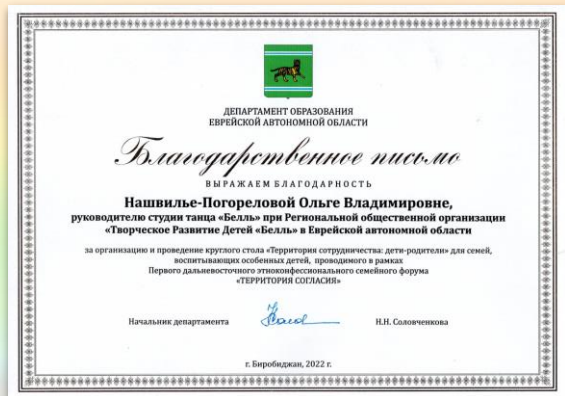 ДЕПАРТАМЕНТ ОБРАЗОВАНИЯ
ЕВРЕЙСКОЙ АВТОНОМНОЙ ОБЛАСТИ
Благодарственное письмо
ВЫРАЖАЕМ БЛАГОДАРНОСТЬ
Нашвилье-Погореловой Ольге Владимировне,
руководителю студии танца «Белль» при Региональной общественной организации
«Творческое Развитие Детей «Белль» в Еврейской автономной области
за организацию и проведение круглого стола «Территория сотрудничества: дети-родители» для семей,
воспитывающих особенных детей, проводимого в рамках
Первого дальневосточного этноконфессионального семейного форума
«ТЕРРИТОРИЯ СОГЛАСИЯ»
Начальник департамента Н.Н. Соловченкова
г. Биробиджан, 2022 г.